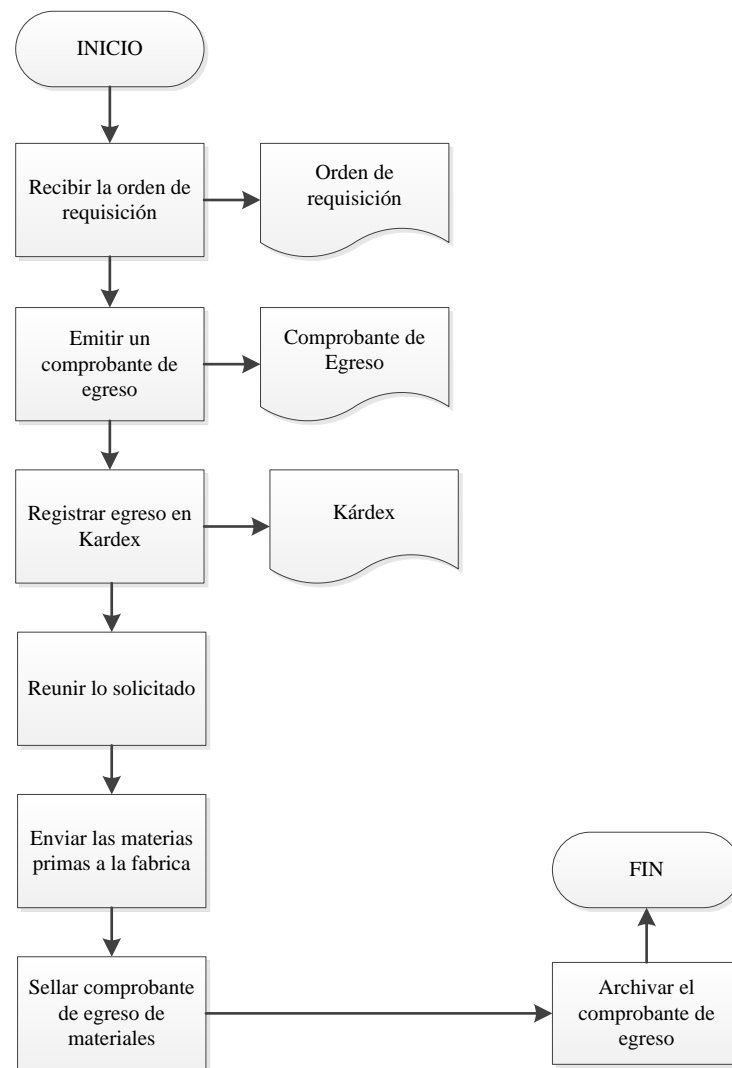 INICIO
Recibir la orden de
requisición
Orden de
requisición
Emitir un
comprobante de
egreso
Comprobante de
Egreso
Registrar egreso en
Kardex
Kárdex
Reunir lo solicitado
Enviar las materias
primas a la fabrica
Sellar comprobante
de egreso de
materiales
Archivar el
comprobante de
egreso
FIN